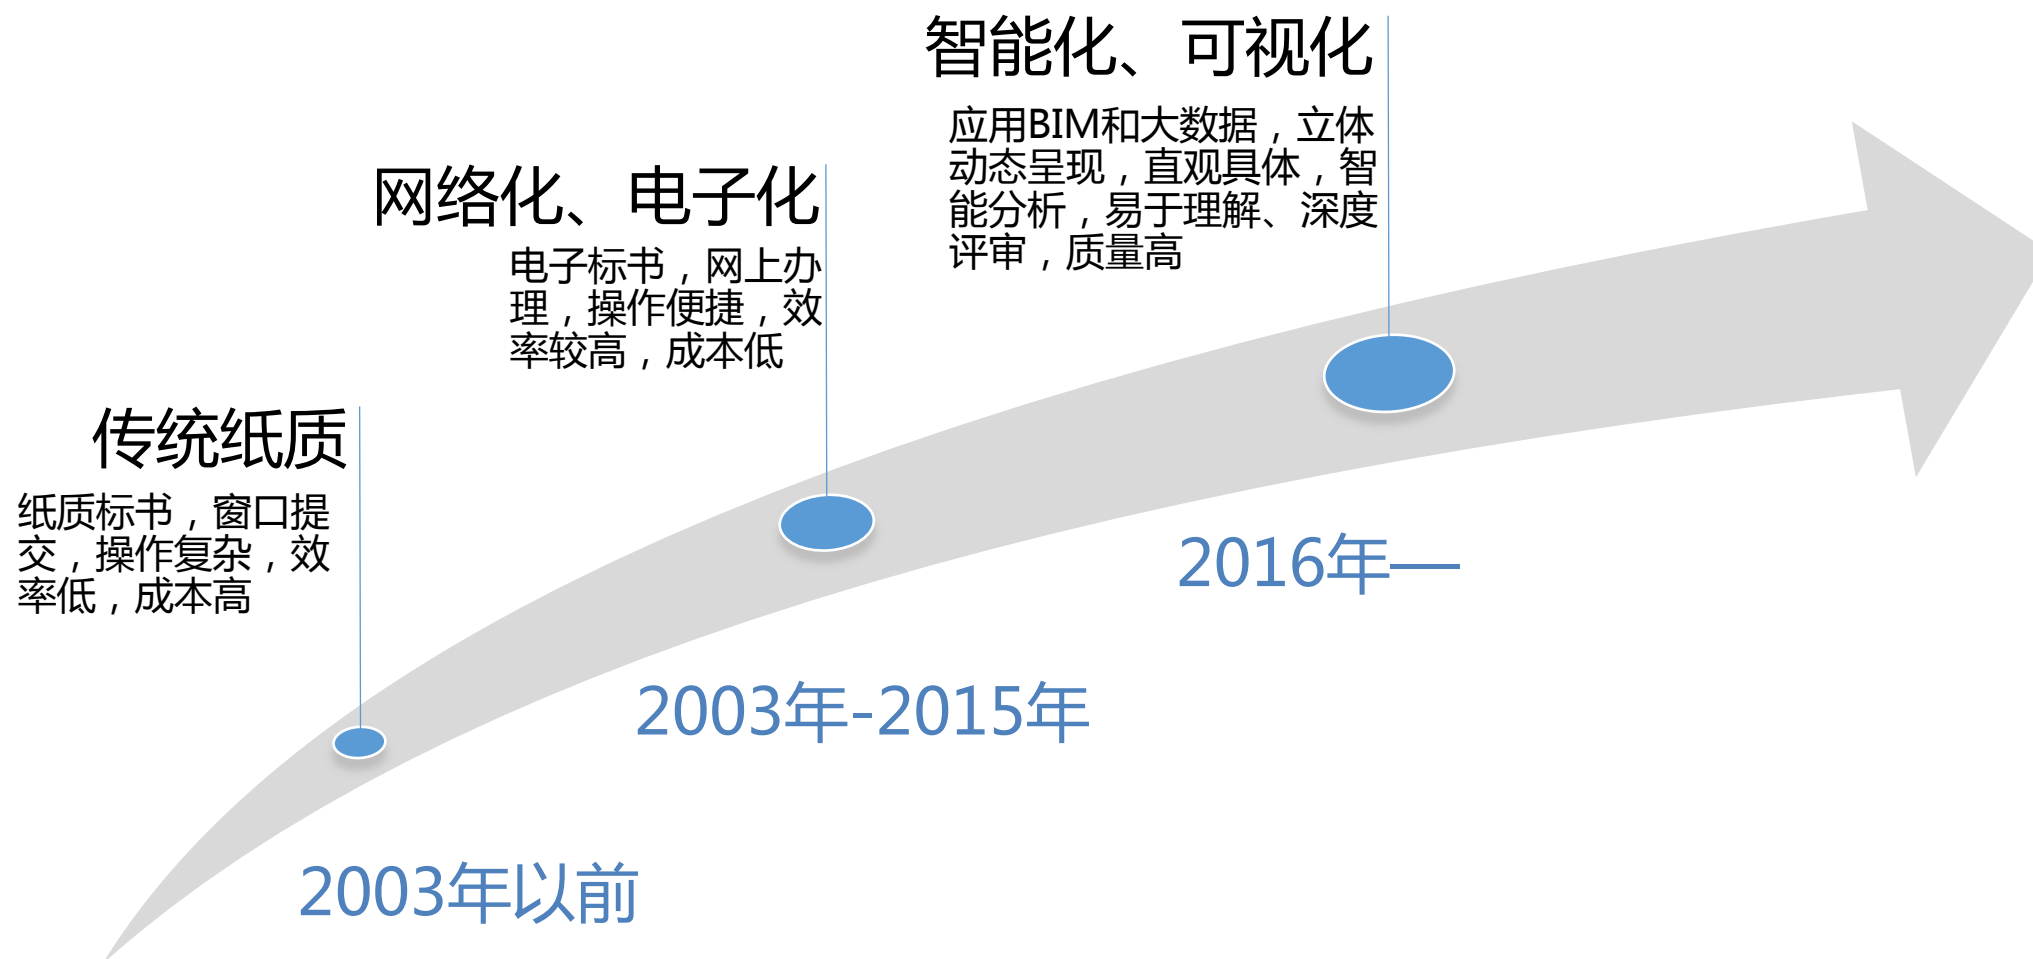 智能化、可视化
应用BIM和大数据，立体
动态呈现，直观具体，智
能分析，易于理解、深度
评审，质量高
网络化、电子化
电子标书，网上办
理，操作便捷，效
率较高，成本低
传统纸质
纸质标书，窗口提
交，操作复杂，效
率低，成本高
2016年—
2003年-2015年
2003年以前